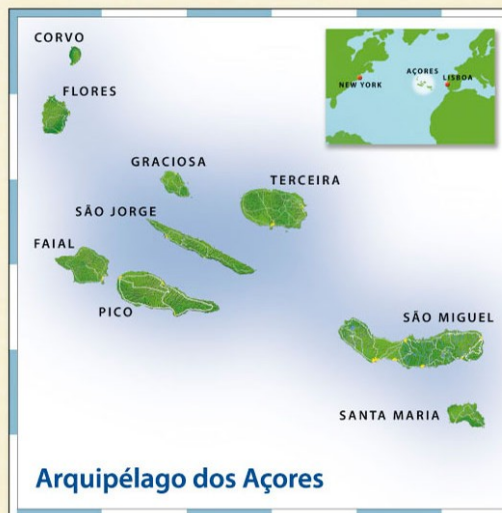 CORVO
FLORES
NEW YORK
AÇORES
LISBOA
GRACIOSA
TERCEIRA
SÃO JORGE
FAIAL
PICO
SÃO MIGUEL
SANTA MARIA
Arquipélago dos Açores